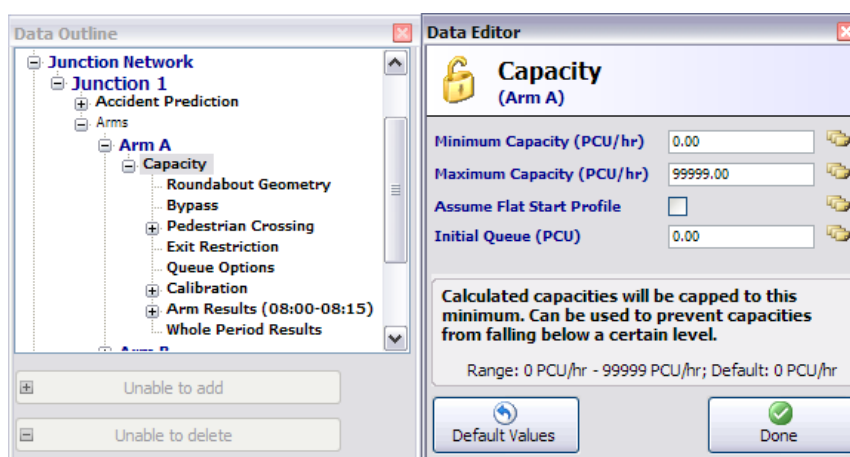 Data Outline
Junction Network
Junction 1
Accident Prediction
Arms
Arm A
Capacity
Roundabout Geometry
Bypass
Pedestrian Crossing
Exit Restriction
Queue Options
Calibration
Arm Results (08:00-08:15)
Whole Period Results
Unable to add
Unable to delete
Data Editor
Capacity
(Arm A)
Minimum Capacity (PCU/hr) 0.00
Maximum Capacity (PCU/hr) 99999.00
Assume Flat Start Profile
Initial Queue (PCU) 0.00
Calculated capacities will be capped to this
minimum. Can be used to prevent capacities
from falling below a certain level.
Range: 0 PCU/hr - 99999 PCU/hr; Default: 0 PCU/hr
Default Values
Done